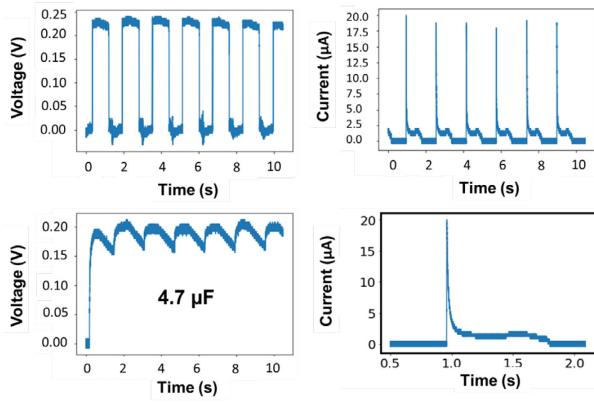 0.25
0.20
0.15
0.10
0.05
0.00
Voltage (V)
0 2 4 6 8 10
Time (s)
20.0
17.5
15.0
12.5
10.0
7.5
5.0
2.5
0.0
Current (μA)
0 2 4 6 8 10
Time (s)
0.20
0.15
0.10
0.05
0.00
Voltage (V)
4.7 μF
0 2 4 6 8 10
Time (s)
20
15
10
5
0
Current (μA)
0.5 1.0 1.5 2.0
Time (s)